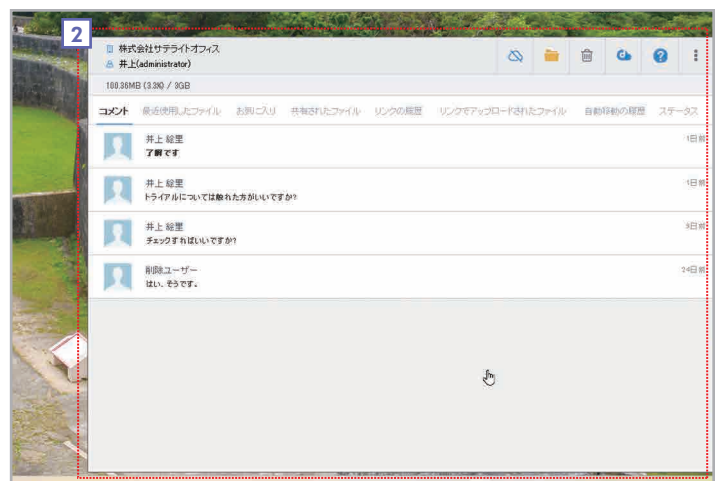 2
株式会社サテライトオフィス
井上(administrator)
100.36MB (3.3%) / 3GB
コメント 最近使用したファイル お気に入り 共有されたファイル リンクの履歴 リンクでアップロードされたファイル 自動移動の履歴 ステータス
井上 絵里 1日前
了解です
井上 絵里 1日前
トライアルについては触れた方がいいですか?
井上 絵里
チェックすればいいですか?
削除ユーザー 24日前
はい、そうです。